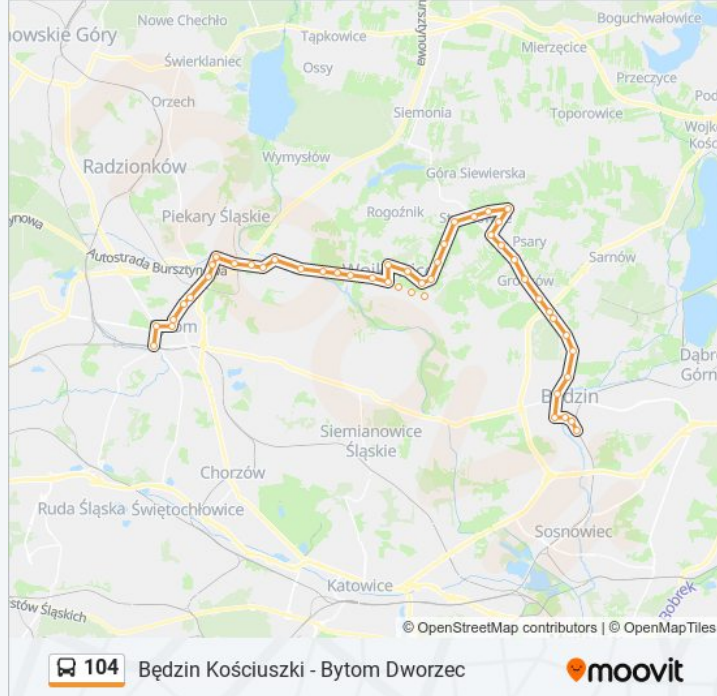 Nowe Chechło
Boguchwałowice
nowskie Góry
Tąpkowice
Mierzęcice
Świerklaniec
Ossy
Przeczyce
Orzech
Siemonia
Toporowice
Wymysłów
Radzionków
Góra Siewierska
Piekary Śląskie
Rogoźnik
Psary
Sarnów
Autostrada Bursztynowa
Będzin
Siemianowice
Śląskie
Chorzów
Ruda Śląska
Świętochłowice
Sosnowiec
Katowice
© OpenStreetMap contributors | © OpenMapTiles
104 Będzin Kościuszki - Bytom Dworzec
moovit